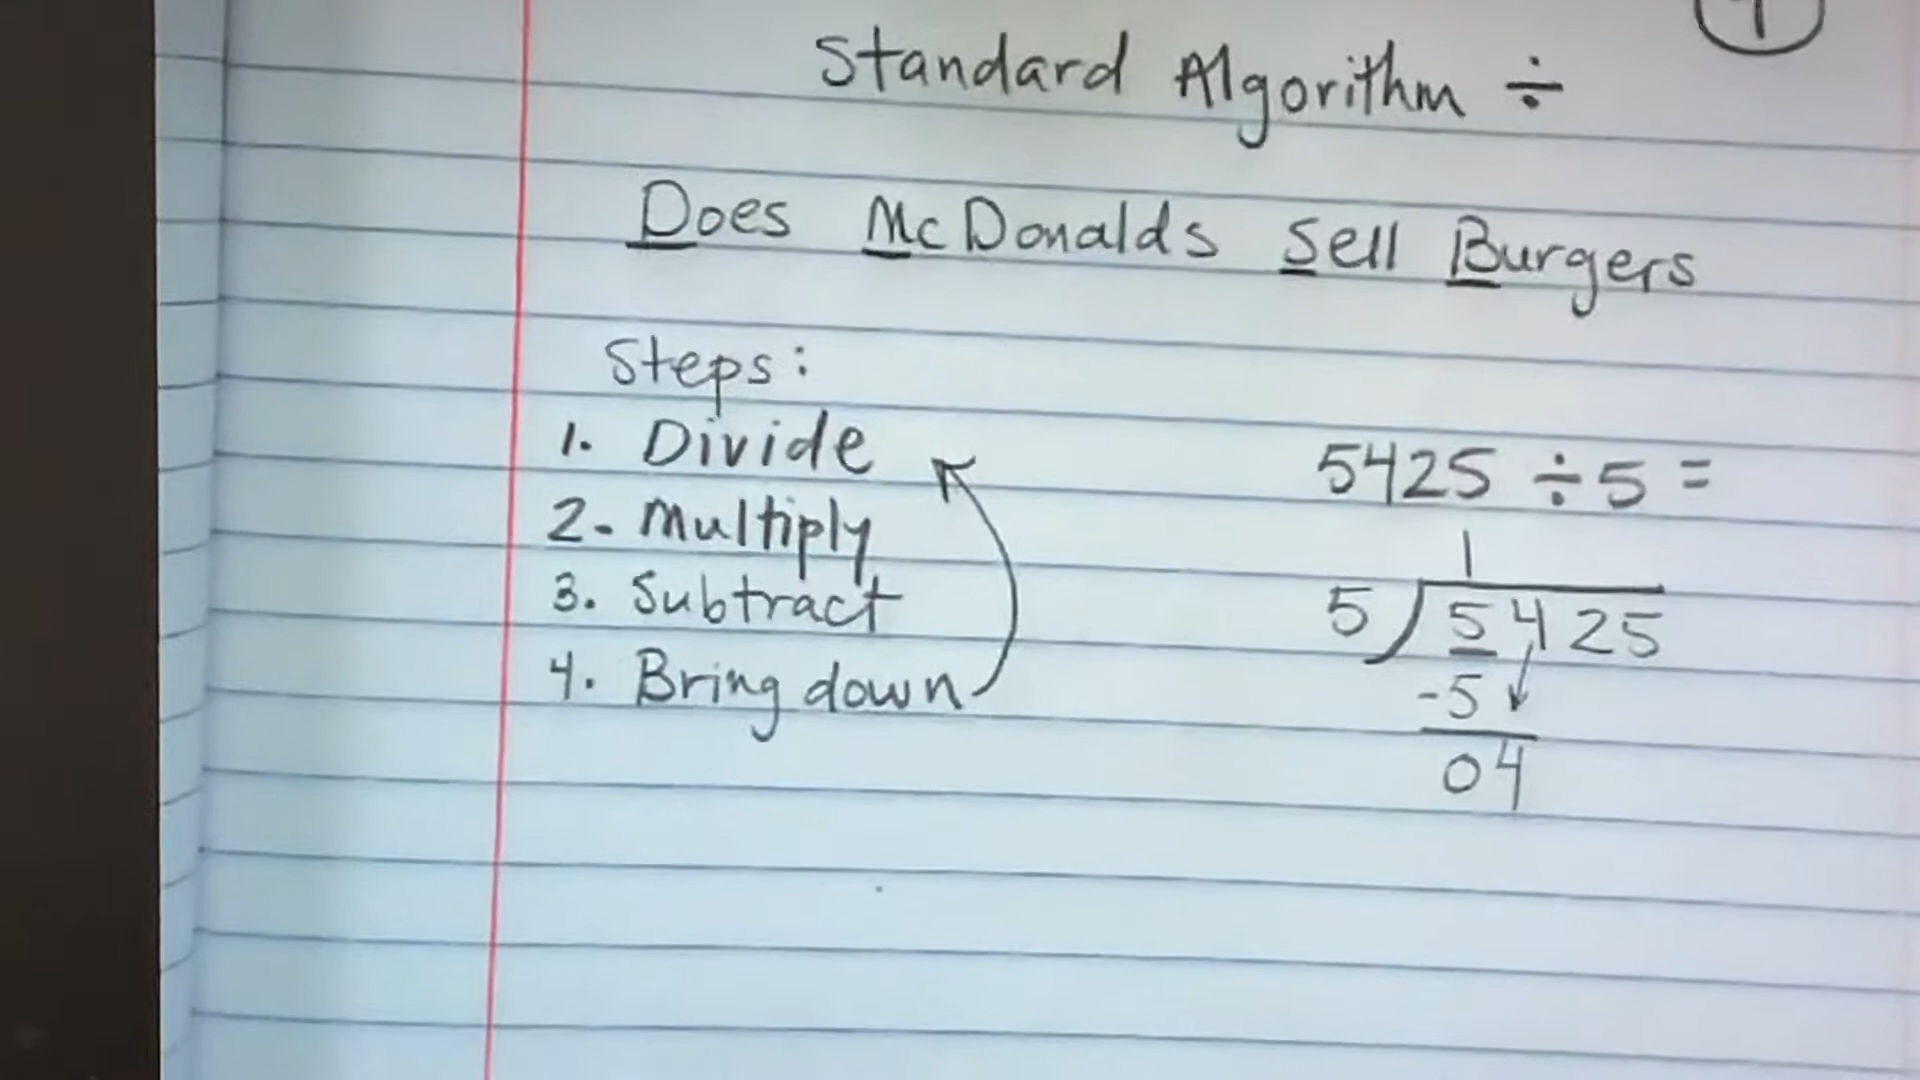 Standard Algorithm ÷
Does McDonalds Sell Burgers
Steps:
1. Divide
2. Multiply
3. Subtract
4. Bring down
5425 ÷ 5 =
1
5 ) 5425
-5
04